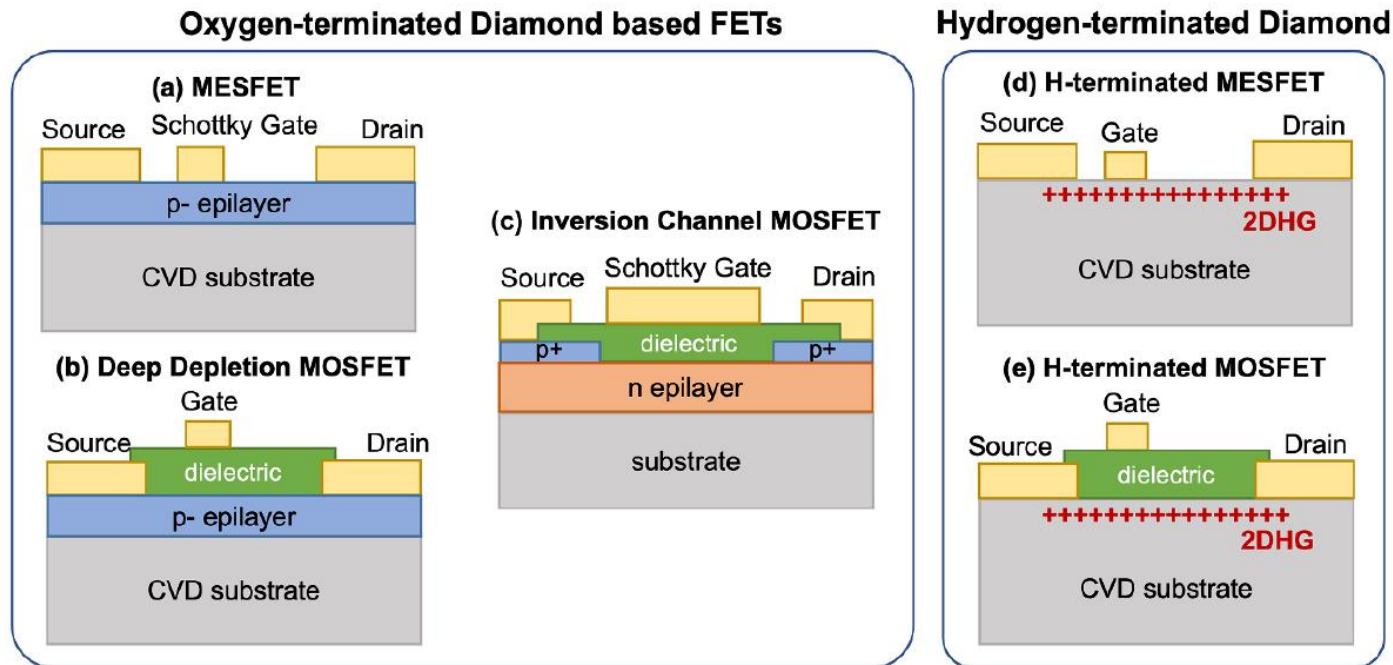 Oxygen-terminated Diamond based FETs
(a) MESFET
Source Schottky Gate Drain
p- epilayer
CVD substrate
(b) Deep Depletion MOSFET
Gate
Source Drain
dielectric
p- epilayer
CVD substrate
(c) Inversion Channel MOSFET
Schottky Gate
Source Drain
dielectric
p+ p+
n epilayer
substrate
Hydrogen-terminated Diamond
(d) H-terminated MESFET
Source Gate Drain
++++++++++++++++
2DHG
CVD substrate
(e) H-terminated MOSFET
Gate
Source Drain
dielectric
++++++++++++++++
2DHG
CVD substrate